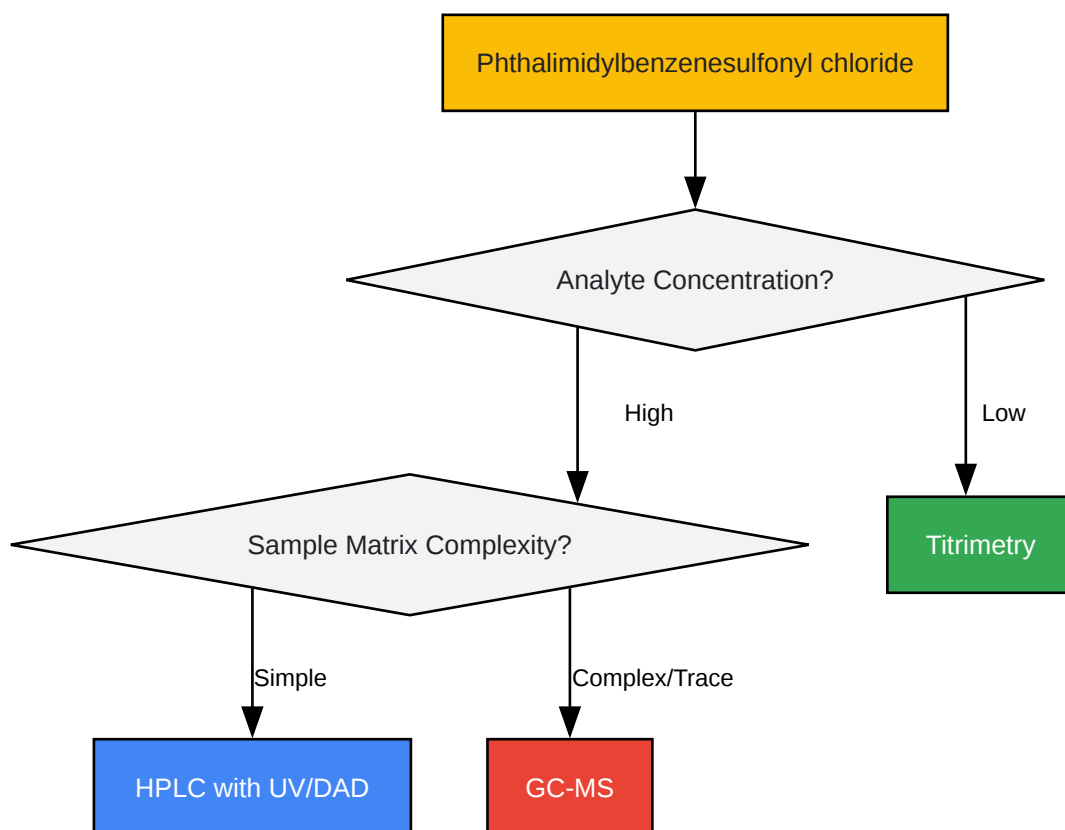 Phthalimidylbenzenesulfonyl chloride
Analyte Concentration?
High
Low
Sample Matrix Complexity?
Titrimetry
Simple
Complex/Trace
HPLC with UV/DAD
GC-MS